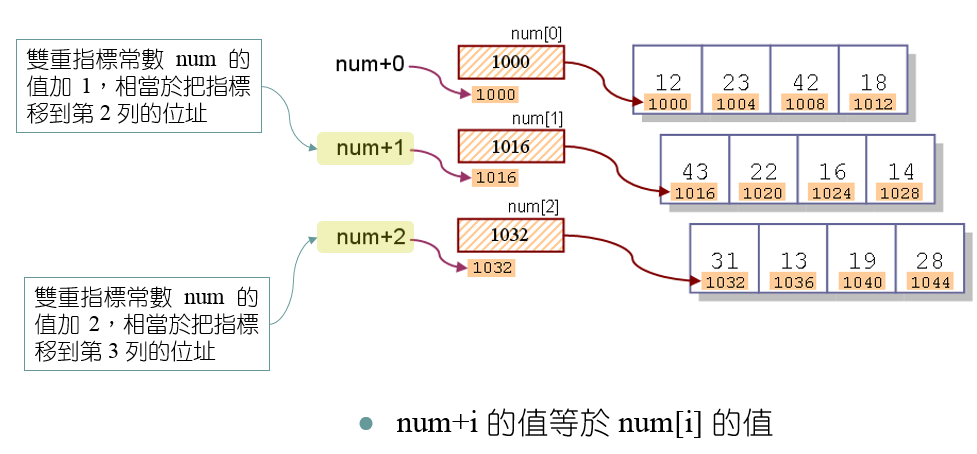 雙重指標常數 num 的
值加 1，相當於把指標
移到第 2 列的位址
num+0
num[0]
1000
1000
12 23 42 18
1000 1004 1008 1012
num+1
num[1]
1016
1016
43 22 16 14
1016 1020 1024 1028
num+2
num[2]
1032
1032
31 13 19 28
1032 1036 1040 1044
雙重指標常數 num 的
值加 2，相當於把指標
移到第 3 列的位址
num+i 的值等於 num[i] 的值